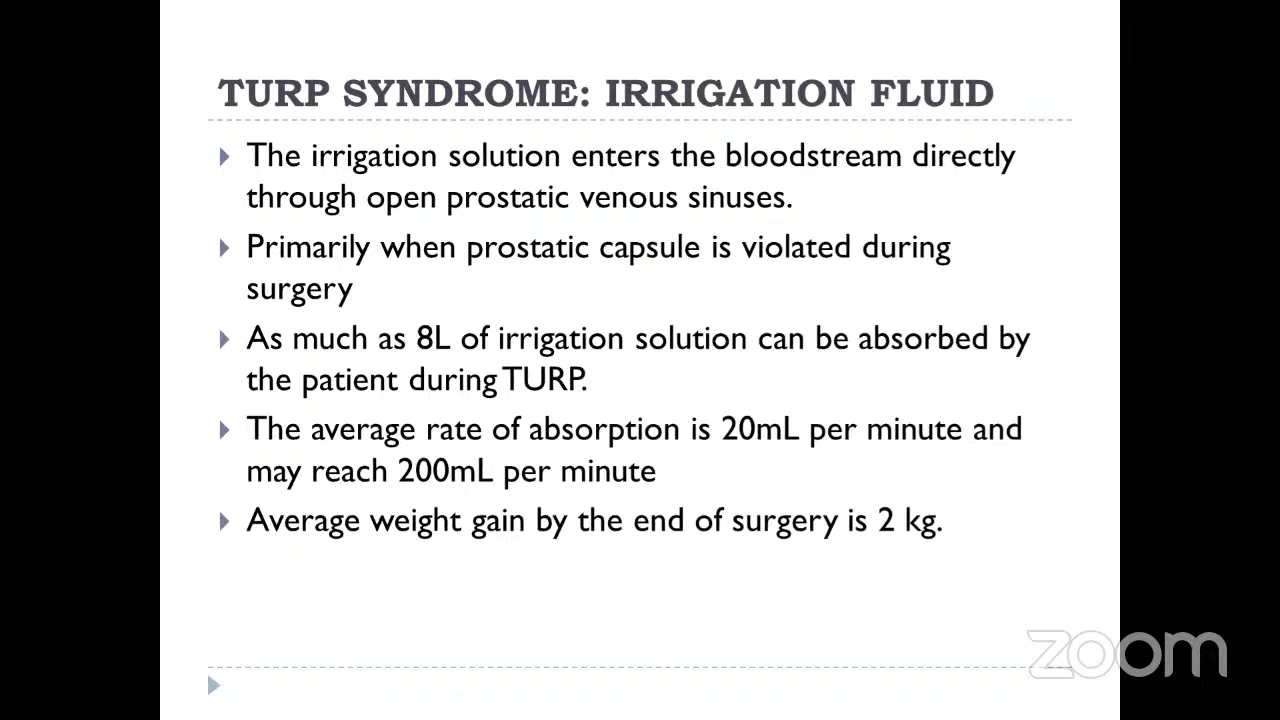 TURP SYNDROME: IRRIGATION FLUID
The irrigation solution enters the bloodstream directly
through open prostatic venous sinuses.
Primarily when prostatic capsule is violated during
surgery
As much as 8L of irrigation solution can be absorbed by
the patient during TURP.
The average rate of absorption is 20mL per minute and
may reach 200mL per minute
Average weight gain by the end of surgery is 2 kg.
zoom